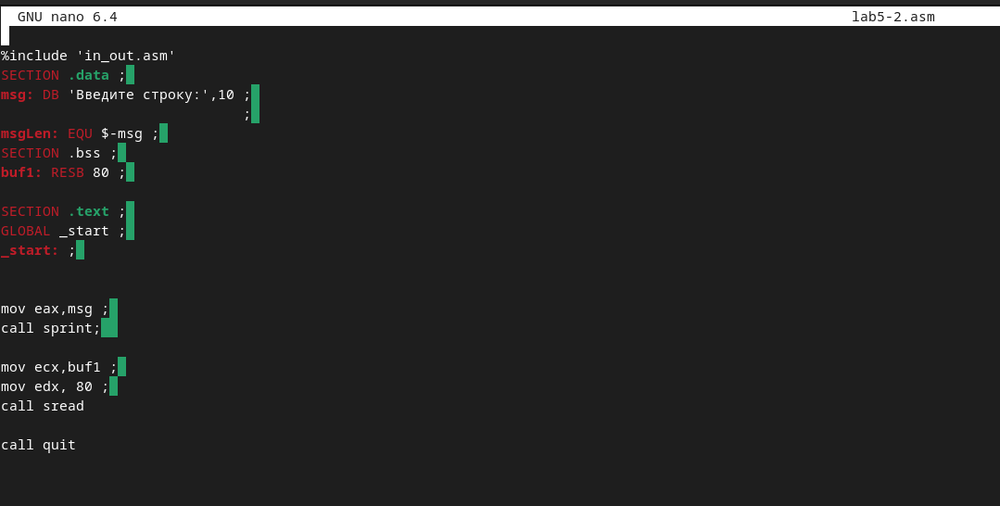 GNU nano 6.4 lab5-2.asm
%include 'in_out.asm'
SECTION .data ;
msg: DB 'Введите строку:',10 ;
;
msgLen: EQU $-msg ;
SECTION .bss ;
buf1: RESB 80 ;
SECTION .text ;
GLOBAL _start ;
_start: ;
mov eax,msg ;
call sprint;
mov ecx,buf1 ;
mov edx, 80 ;
call sread
call quit